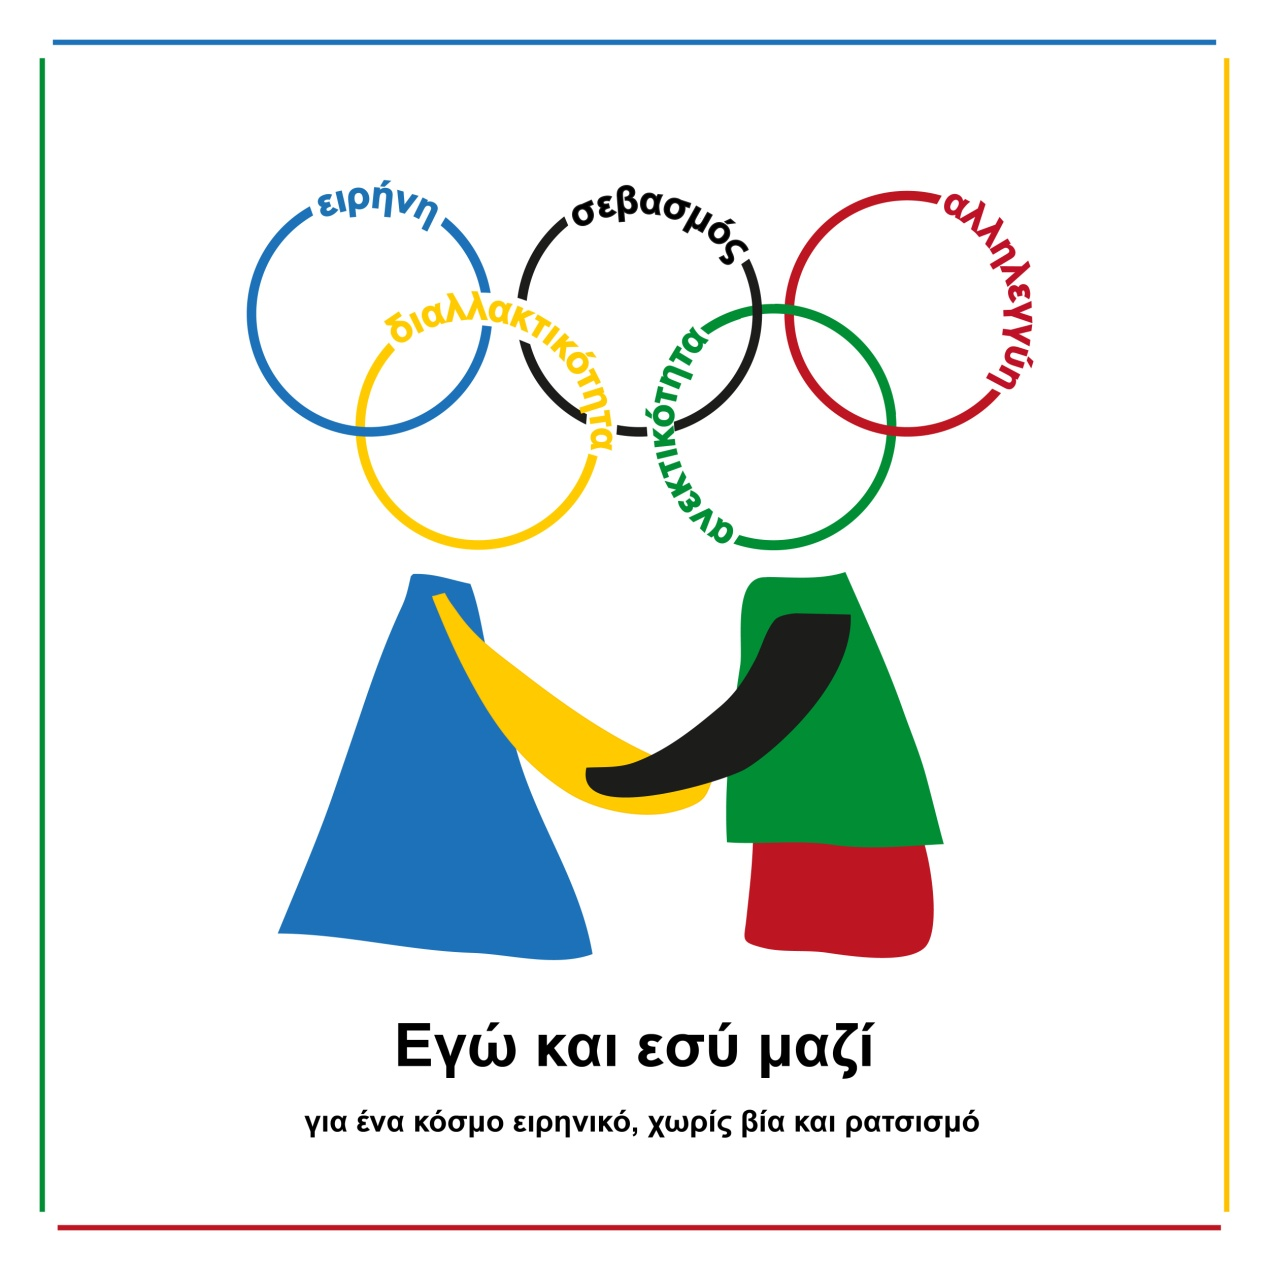 ειρήνη
σεβασμός
αλληλεγγύη
διαλλακτικότητα
ανεκτικότητα
Εγώ και εσύ μαζί
για ένα κόσμο ειρηνικό, χωρίς βία και ρατσισμό